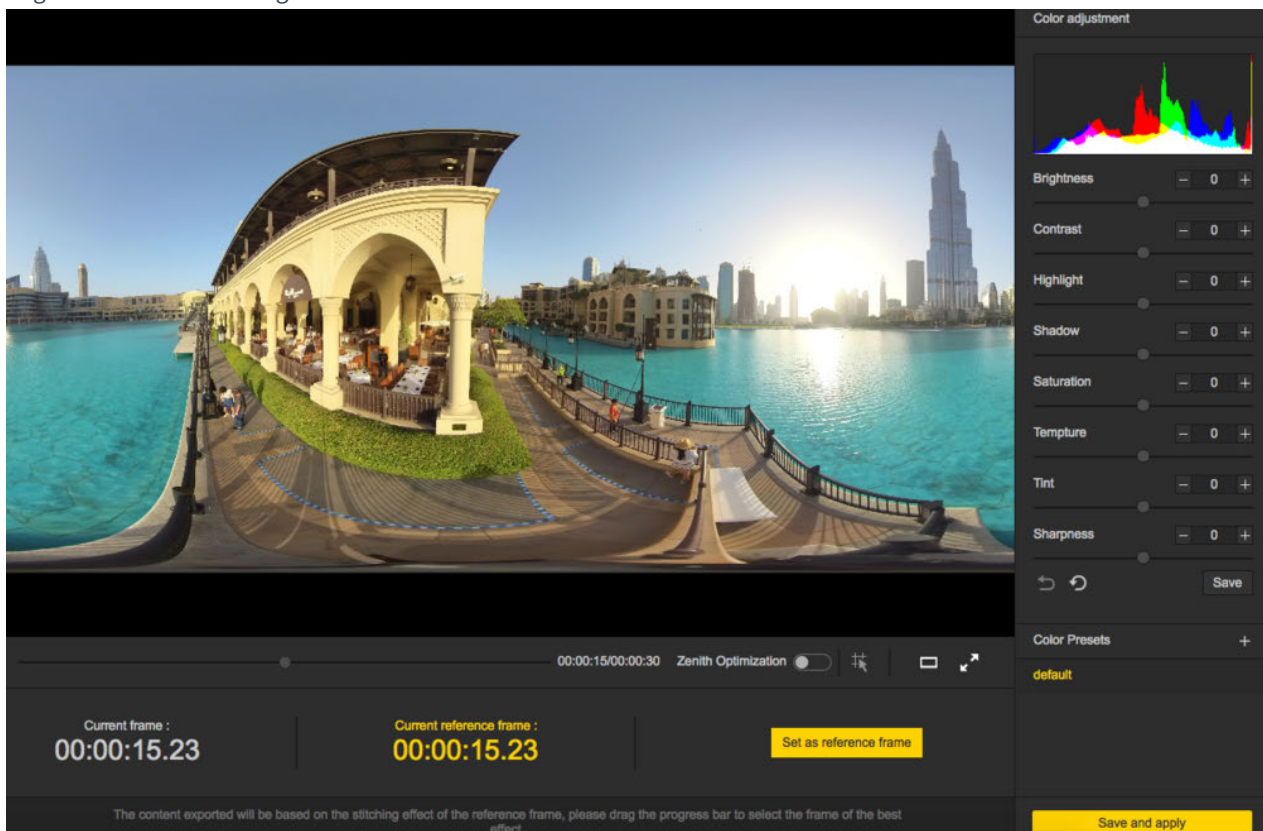 Color adjustment
Brightness − 0 +
Contrast − 0 +
Highlight − 0 +
Shadow − 0 +
Saturation − 0 +
Tempture − 0 +
Tint − 0 +
Sharpness − 0 +
Save
00:00:15/00:00:30 Zenith Optimization
Color Presets +
default
Current frame :
00:00:15.23
Current reference frame :
00:00:15.23
Set as reference frame
The content exported will be based on the stitching effect of the reference frame, please drag the progress bar to select the frame of the best
effect
Save and apply